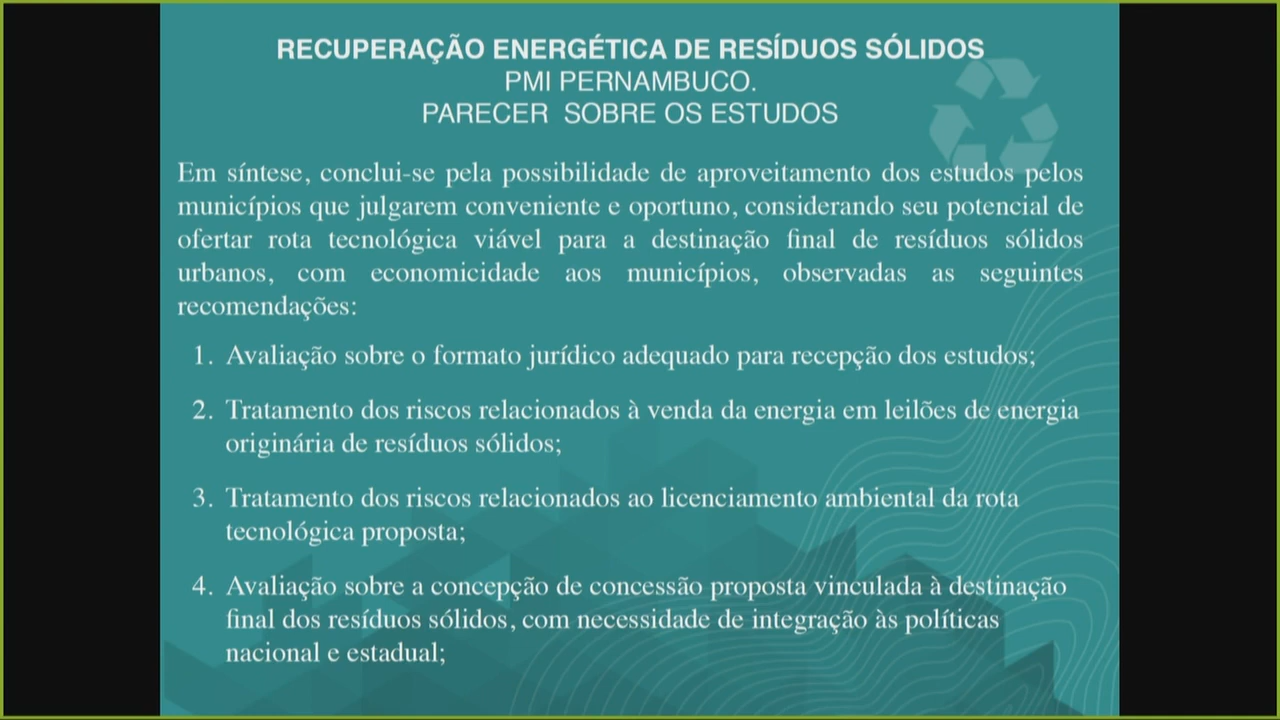 RECUPERAÇÃO ENERGÉTICA DE RESÍDUOS SÓLIDOS
PMI PERNAMBUCO.
PARECER SOBRE OS ESTUDOS
Em síntese, conclui-se pela possibilidade de aproveitamento dos estudos pelos
municípios que julgarem conveniente e oportuno, considerando seu potencial de
ofertar rota tecnológica viável para a destinação final de resíduos sólidos
urbanos, com economicidade aos municípios, observadas as seguintes
recomendações:
1. Avaliação sobre o formato jurídico adequado para recepção dos estudos;
2. Tratamento dos riscos relacionados à venda da energia em leilões de energia
originária de resíduos sólidos;
3. Tratamento dos riscos relacionados ao licenciamento ambiental da rota
tecnológica proposta;
4. Avaliação sobre a concepção de concessão proposta vinculada à destinação
final dos resíduos sólidos, com necessidade de integração às políticas
nacional e estadual;